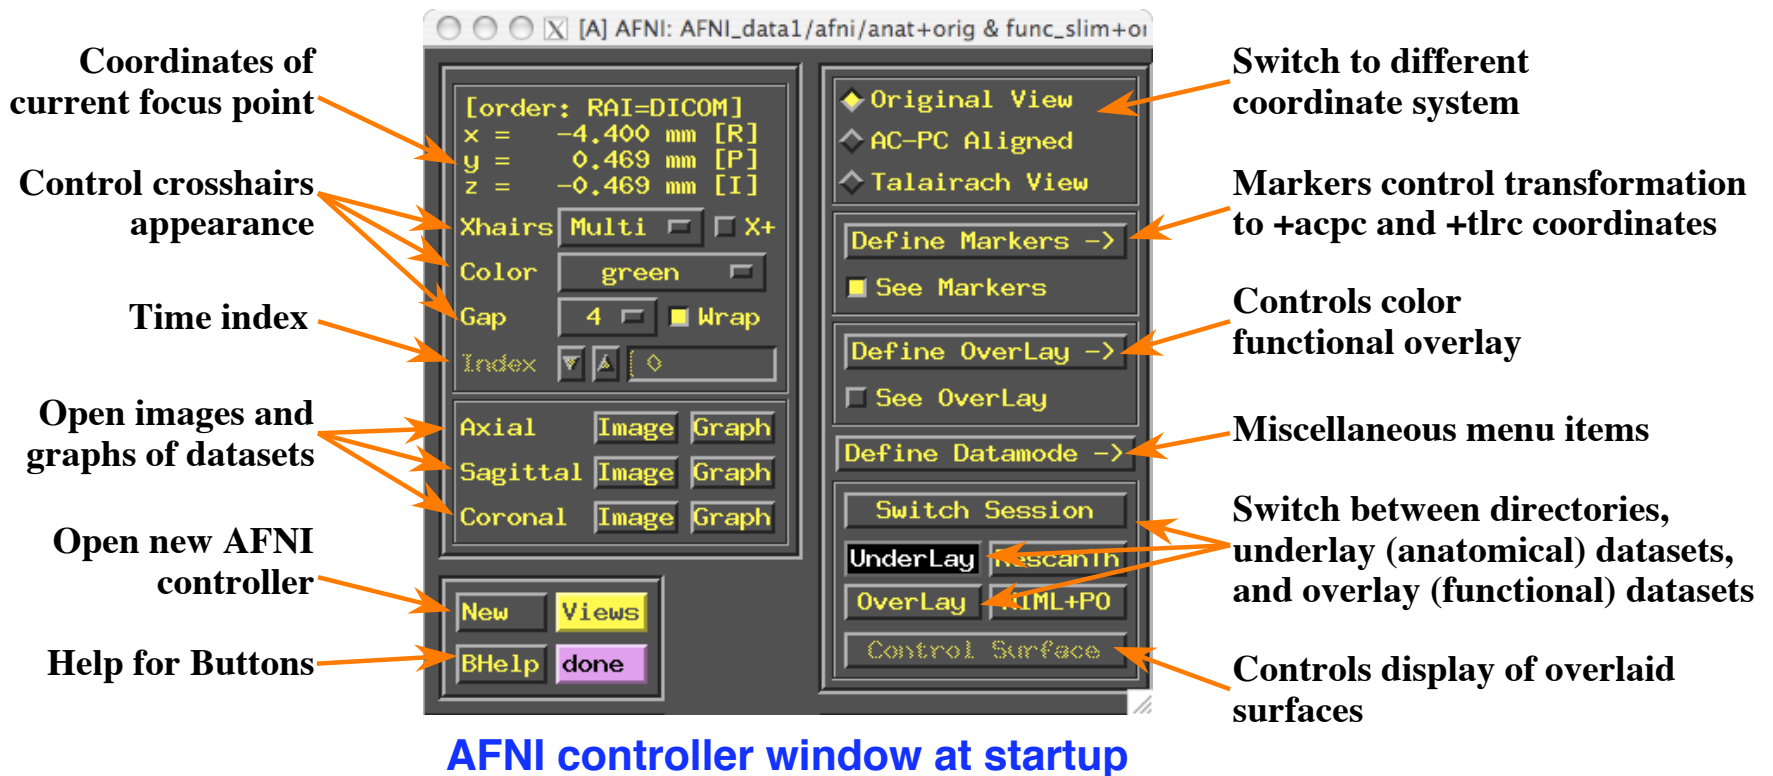 [A] AFNI: AFNI_data1/afni/anat+orig & func_slim+or
Coordinates of
current focus point
Control crosshairs
appearance
Time index
Open images and
graphs of datasets
Open new AFNI
controller
Help for Buttons
[order: RAI=DICOM]
x = -4.400 mm [R]
y = 0.469 mm [P]
z = -0.469 mm [I]
Xhairs Multi X+
Color green
Gap 4 Wrap
Index 0
Axial Image Graph
Sagittal Image Graph
Coronal Image Graph
New Views
BHelp done
Original View
AC-PC Aligned
Talairach View
Define Markers ->
See Markers
Define OverLay ->
See OverLay
Define Datamode ->
Switch Session
UnderLay RescanTh
OverLay NIML+PO
Control Surface
Switch to different
coordinate system
Markers control transformation
to +acpc and +tlrc coordinates
Controls color
functional overlay
Miscellaneous menu items
Switch between directories,
underlay (anatomical) datasets,
and overlay (functional) datasets
Controls display of overlaid
surfaces
AFNI controller window at startup